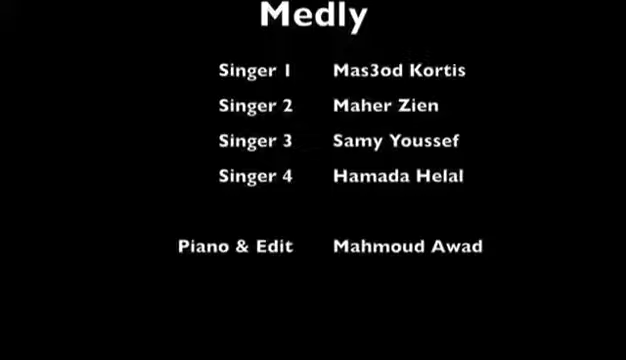 Medly
Singer 1 Mas3od Kortis
Singer 2 Maher Zien
Singer 3 Samy Youssef
Singer 4 Hamada Helal
Piano & Edit Mahmoud Awad